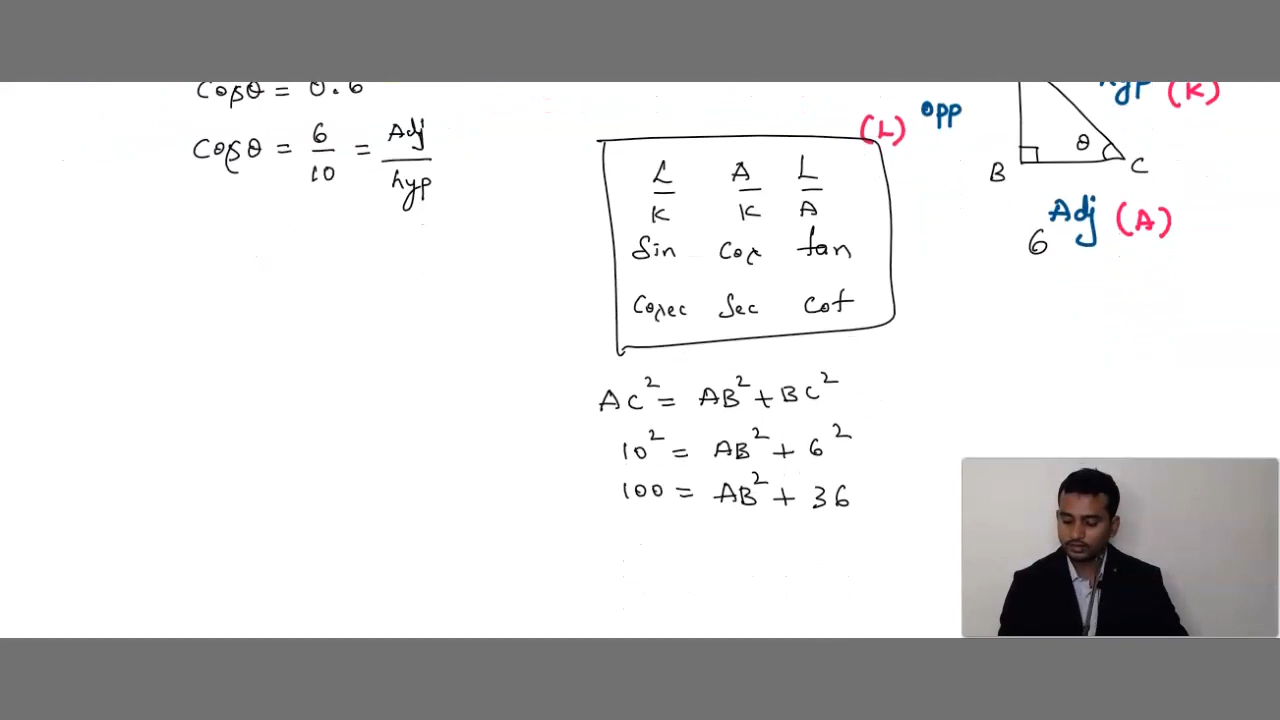 Cosθ = 0.6
Cosθ = 6/10 = Adj/hyp
L/K A/K L/A
Sin Cos tan
Cosec Sec Cot
(L) opp
hyp (K)
B θ C
Adj (A)
6
AC² = AB² + BC²
10² = AB² + 6²
100 = AB² + 36